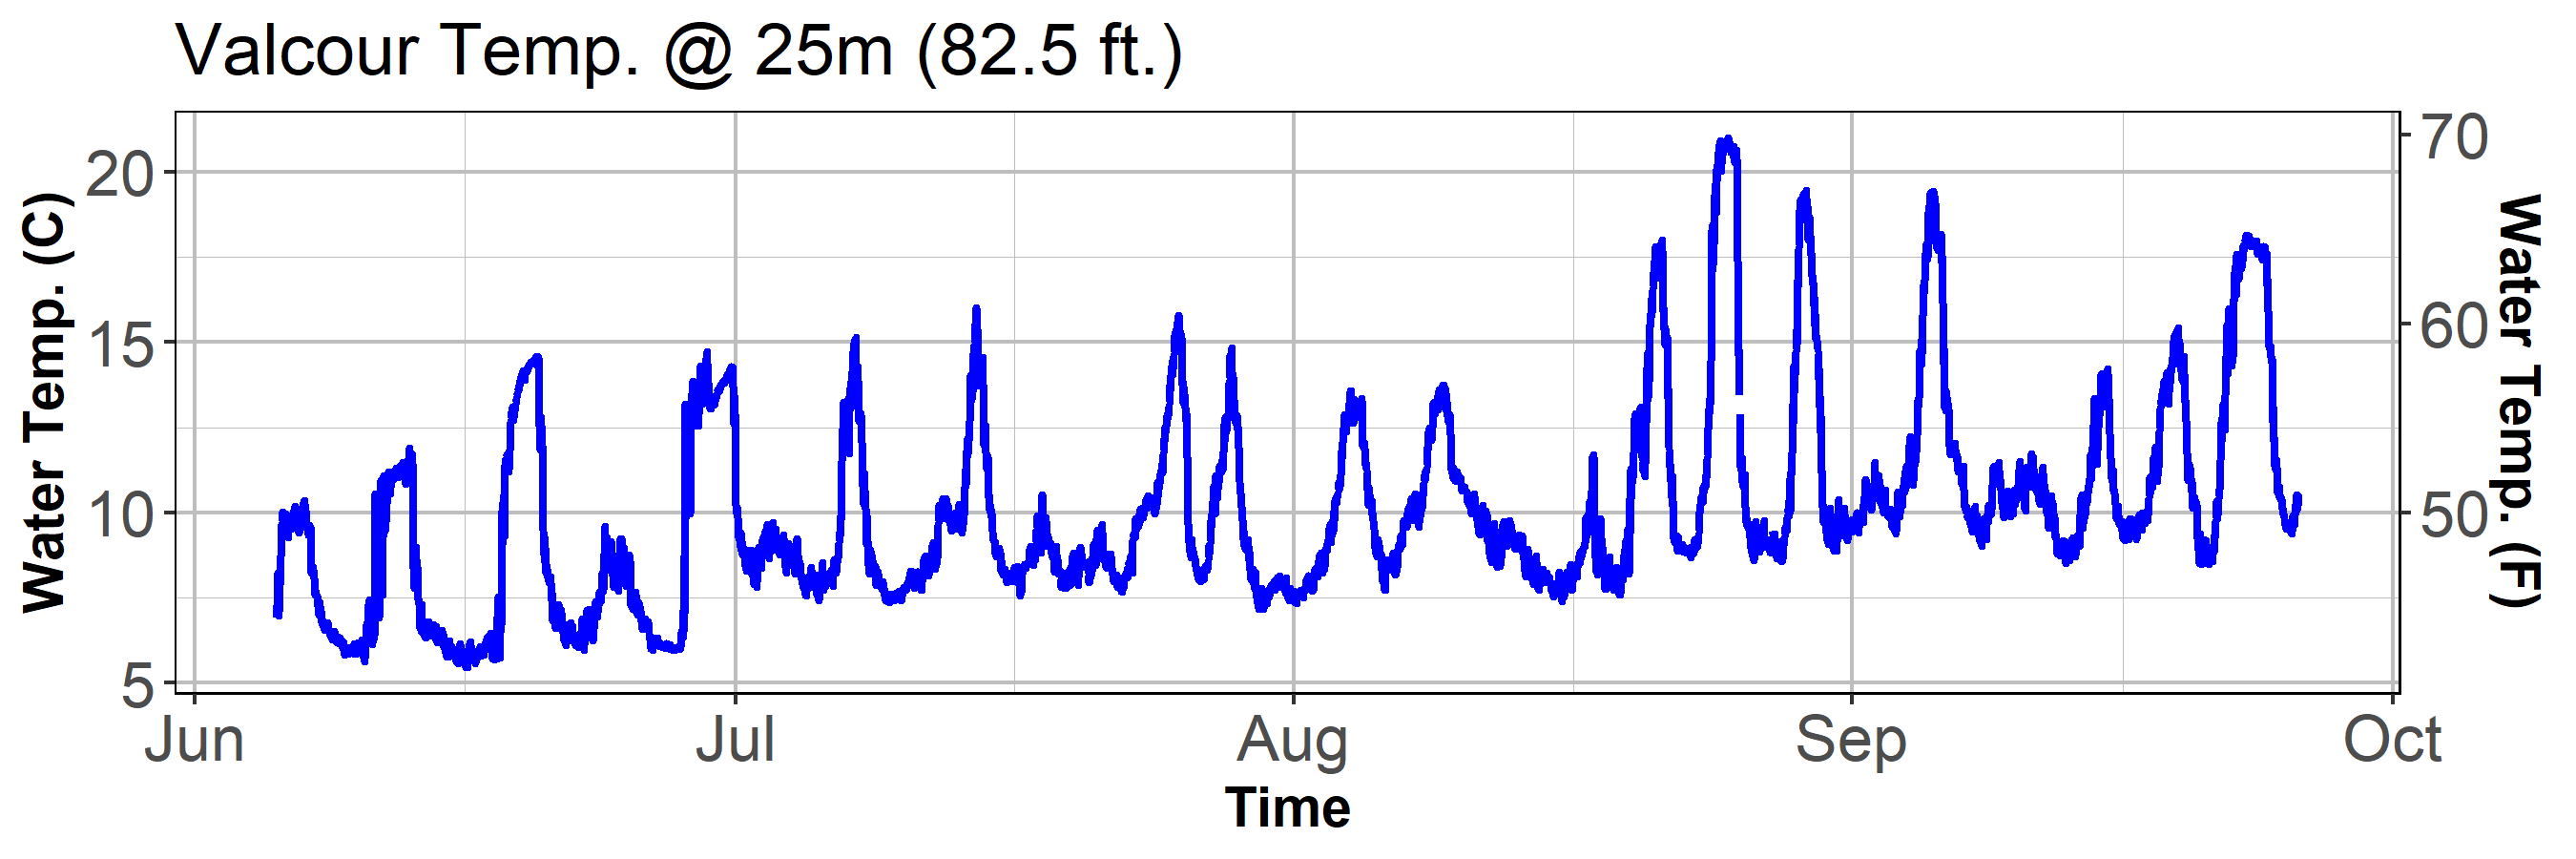 Valcour Temp. @ 25m (82.5 ft.)
Water Temp. (C)
20
15
10
5
70
60
50
Water Temp. (F)
Jun Jul Aug Sep Oct
Time